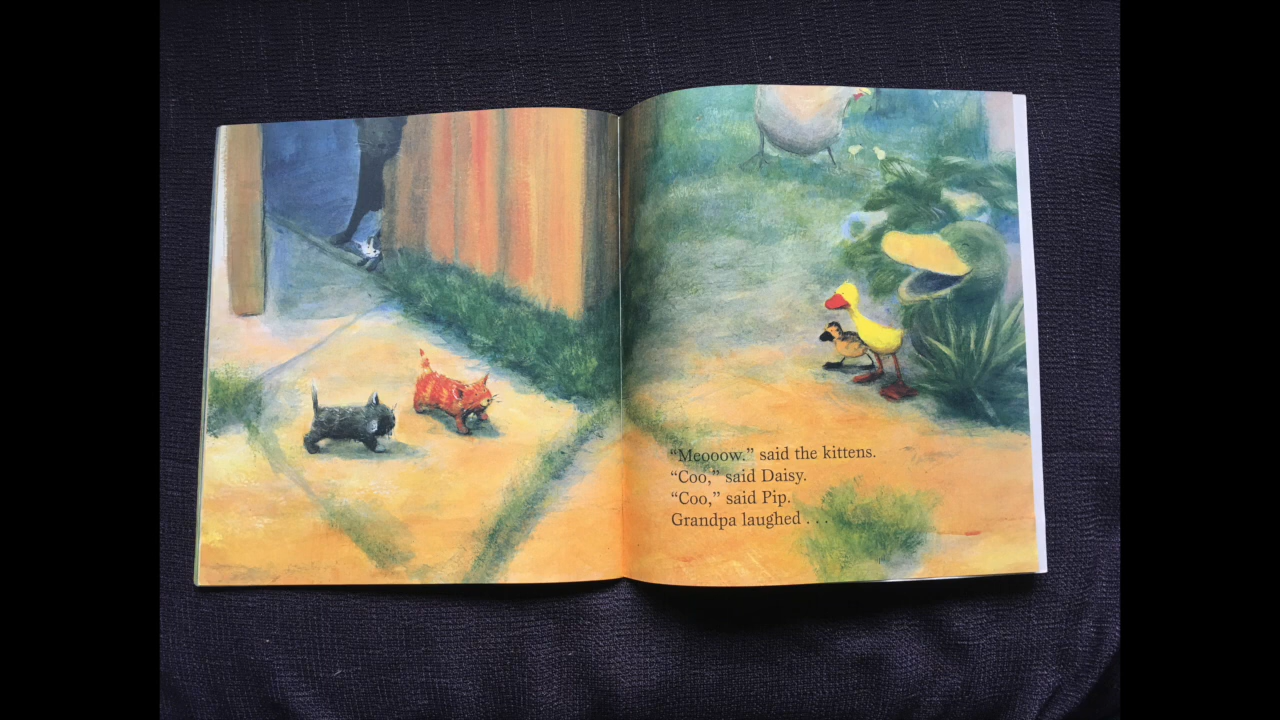 “Meooow.” said the kittens.
“Coo,” said Daisy.
“Coo,” said Pip.
Grandpa laughed . . .